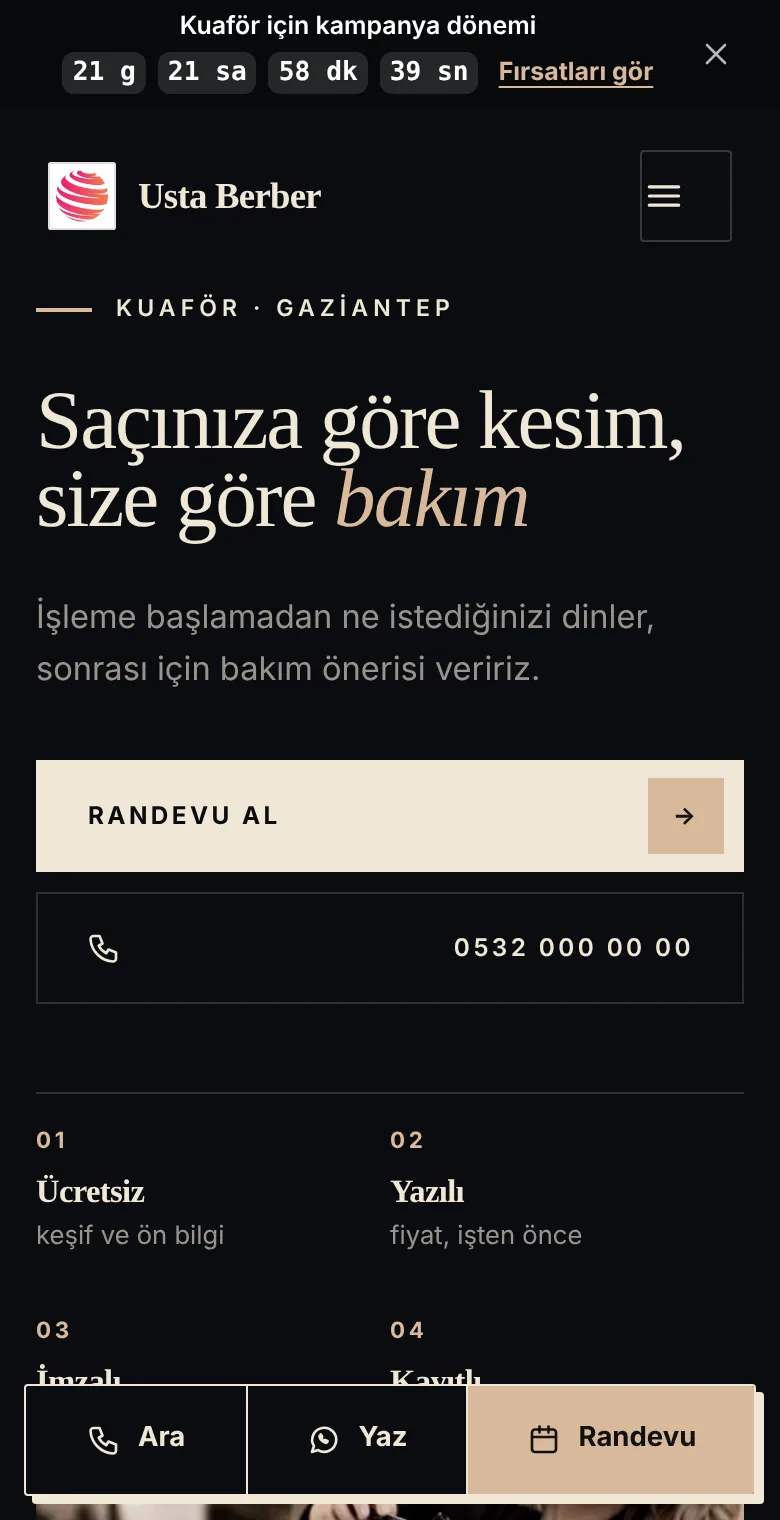 Kuaför için kampanya dönemi
21 g 21 sa 58 dk 39 sn Fırsatları gör
Usta Berber
KUAFÖR · GAZİANTEP
Saçınıza göre kesim,
size göre bakım
İşleme başlamadan ne istediğinizi dinler,
sonrası için bakım önerisi veririz.
RANDEVU AL
0532 000 00 00
01
Ücretsiz
keşif ve ön bilgi
02
Yazılı
fiyat, işten önce
03
İmzalı
04
Kayıtlı
Ara
Yaz
Randevu